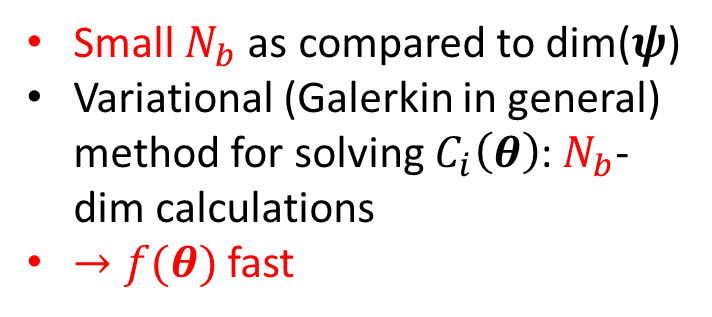 • Small 𝑁𝑏 as compared to dim(𝝍)
• Variational (Galerkin in general)
method for solving 𝐶𝑖(𝜽): 𝑁𝑏-
dim calculations
• → 𝑓(𝜽) fast